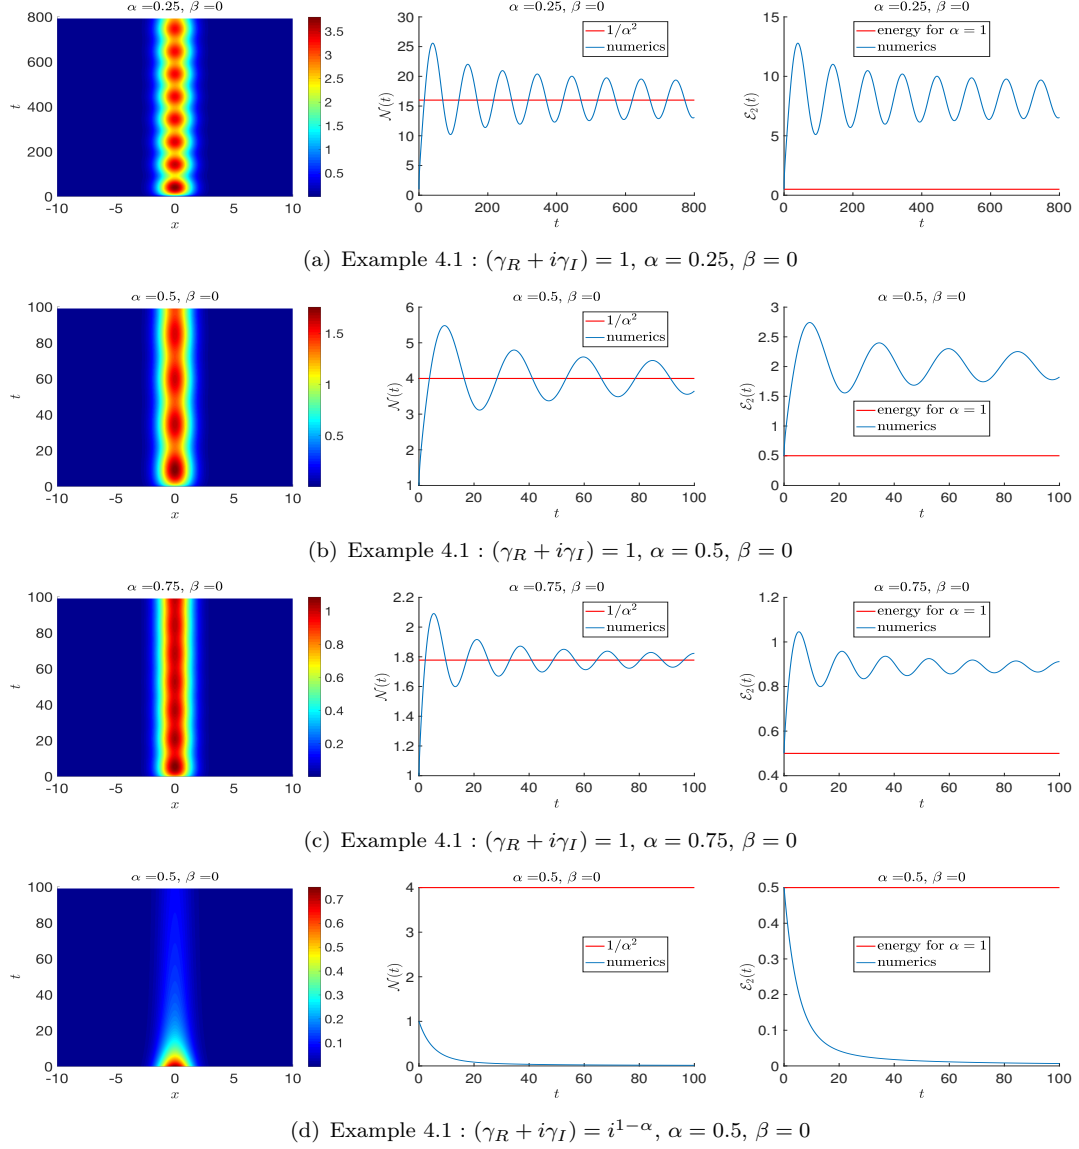 α =0.25, β =0 α =0.25, β =0 α =0.25, β =0
800 600 400 200 0
t
-10 -5 0 5 10
x
3.5 3 2.5 2 1.5 1 0.5
30 25 20 15 10 5 0
𝒩(t)
1/α²
numerics
0 200 400 600 800
t
15 10 5 0
ℰ₂(t)
energy for α = 1
numerics
0 200 400 600 800
t
(a) Example 4.1 : (γ_R + iγ_I) = 1, α = 0.25, β = 0
α =0.5, β =0 α =0.5, β =0 α =0.5, β =0
100 80 60 40 20 0
t
-10 -5 0 5 10
x
1.5 1 0.5
6 5 4 3 2 1
𝒩(t)
1/α²
numerics
0 20 40 60 80 100
t
3 2.5 2 1.5 1 0.5 0
ℰ₂(t)
energy for α = 1
numerics
0 20 40 60 80 100
t
(b) Example 4.1 : (γ_R + iγ_I) = 1, α = 0.5, β = 0
α =0.75, β =0 α =0.75, β =0 α =0.75, β =0
100 80 60 40 20 0
t
-10 -5 0 5 10
x
1 0.8 0.6 0.4 0.2
2.2 2 1.8 1.6 1.4 1.2 1
𝒩(t)
1/α²
numerics
0 20 40 60 80 100
t
1.2 1 0.8 0.6 0.4
ℰ₂(t)
energy for α = 1
numerics
0 20 40 60 80 100
t
(c) Example 4.1 : (γ_R + iγ_I) = 1, α = 0.75, β = 0
α =0.5, β =0 α =0.5, β =0 α =0.5, β =0
100 80 60 40 20 0
t
-10 -5 0 5 10
x
0.7 0.6 0.5 0.4 0.3 0.2 0.1
4 3 2 1 0
𝒩(t)
1/α²
numerics
0 20 40 60 80 100
t
0.5 0.4 0.3 0.2 0.1 0
ℰ₂(t)
energy for α = 1
numerics
0 20 40 60 80 100
t
(d) Example 4.1 : (γ_R + iγ_I) = i^{1−α}, α = 0.5, β = 0